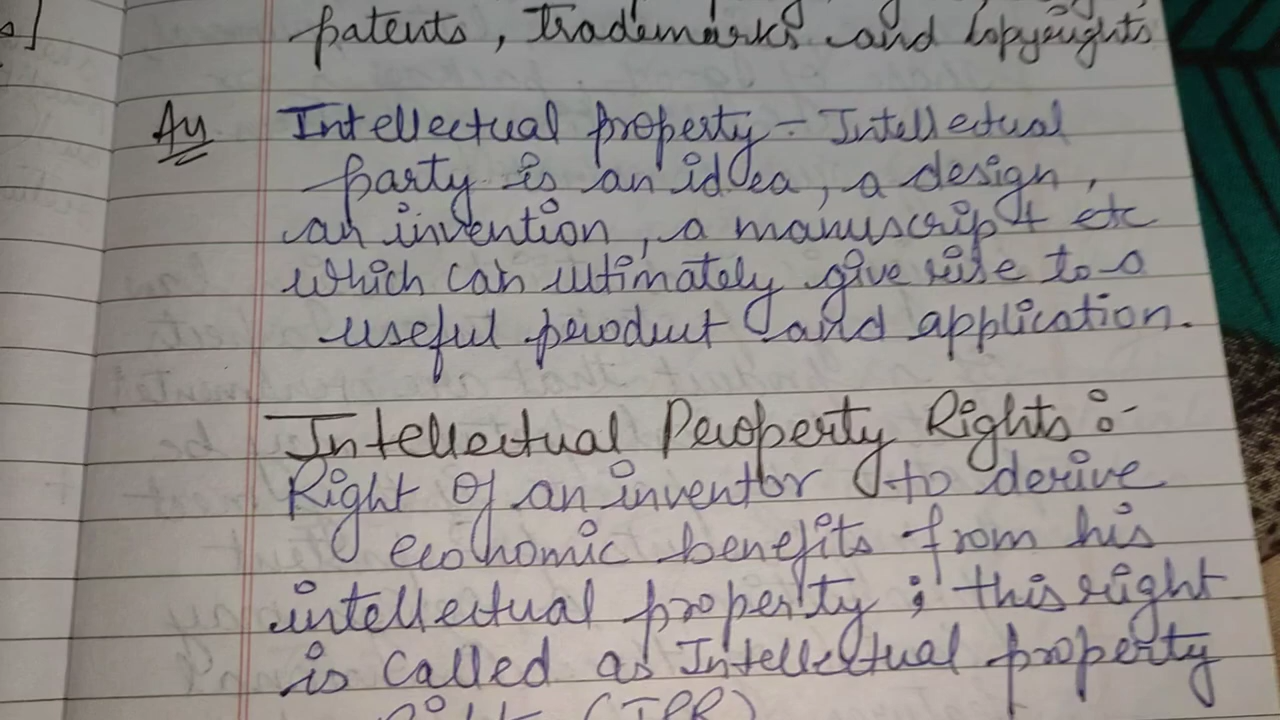 patents, trademarks and copyrights
Intellectual property - Intellectual
party is an idea, a design,
an invention, a manuscript etc
which can ultimately give rise to a
useful product and application.
Intellectual Property Rights :-
Right of an inventor to derive
economic benefits from his
intellectual property ; this right
is called as Intellectual property
(IPR)